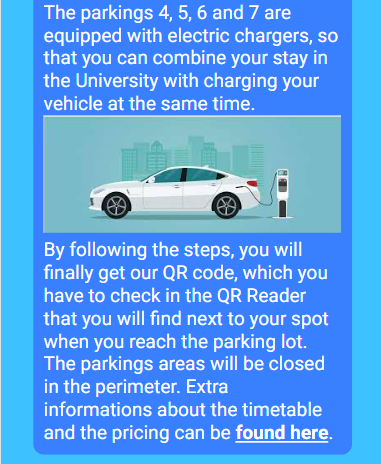 The parkings 4, 5, 6 and 7 are
equipped with electric chargers, so
that you can combine your stay in
the University with charging your
vehicle at the same time.
By following the steps, you will
finally get our QR code, which you
have to check in the QR Reader
that you will find next to your spot
when you reach the parking lot.
The parkings areas will be closed
in the perimeter. Extra
informations about the timetable
and the pricing can be found here.